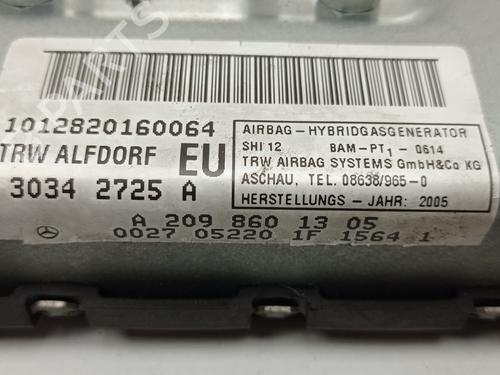 PARTS
1012820160064
TRW ALFDORF EU
3034 2725 A
AIRBAG-HYBRIDGASGENERATOR
SHI 12 BAM-PT1-0614
TRW AIRBAG SYSTEMS GmbH&Co KG
ASCHAU, TEL. 08638/965-0
HERSTELLUNGS-JAHR: 2005
A 209 860 13 05
0027 05220 1F 1564 1